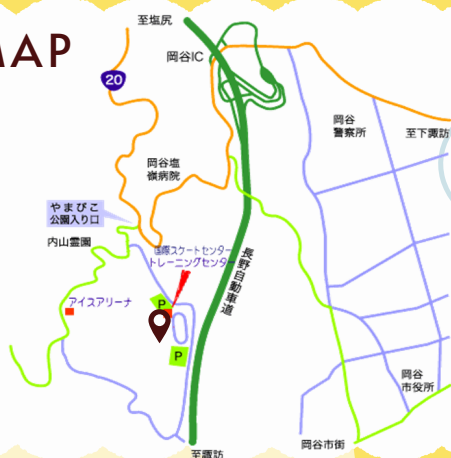 MAP
至塩尻
岡谷IC
20
岡谷
警察所
至下諏訪
岡谷塩
嶺病院
やまびこ
公園入り口
内山霊園
国際スケートセンター
トレーニングセンター
長野自動車道
アイスアリーナ
P
P
岡谷
市役所
岡谷市街
至諏訪